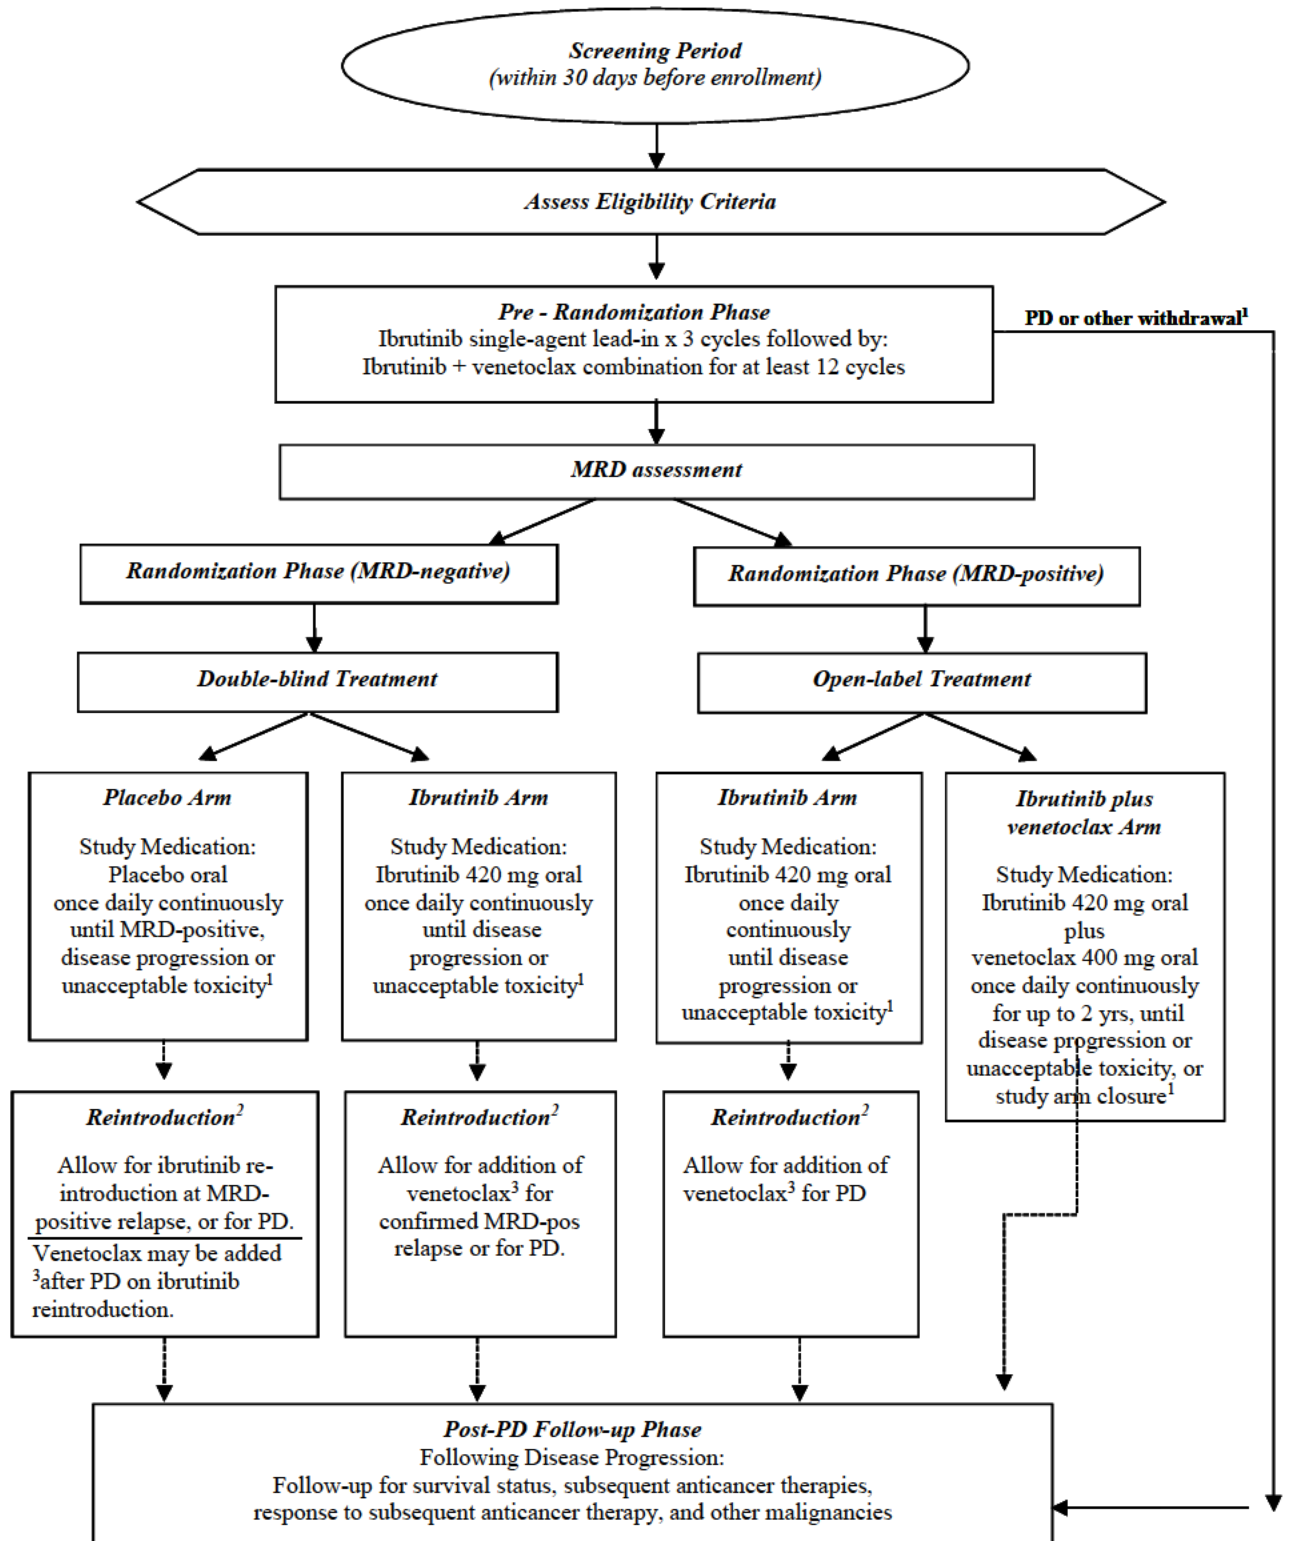 Screening Period
(within 30 days before enrollment)
Assess Eligibility Criteria
Pre - Randomization Phase
Ibrutinib single-agent lead-in x 3 cycles followed by:
Ibrutinib + venetoclax combination for at least 12 cycles
PD or other withdrawal1
MRD assessment
Randomization Phase (MRD-negative)
Randomization Phase (MRD-positive)
Double-blind Treatment
Open-label Treatment
Placebo Arm
Study Medication:
Placebo oral
once daily continuously
until MRD-positive,
disease progression or
unacceptable toxicity1
Ibrutinib Arm
Study Medication:
Ibrutinib 420 mg oral
once daily continuously
until disease
progression or
unacceptable toxicity1
Ibrutinib Arm
Study Medication:
Ibrutinib 420 mg oral
once daily
continuously
until disease
progression or
unacceptable toxicity1
Ibrutinib plus
venetoclax Arm
Study Medication:
Ibrutinib 420 mg oral
plus
venetoclax 400 mg oral
once daily continuously
for up to 2 yrs, until
disease progression or
unacceptable toxicity, or
study arm closure1
Reintroduction2
Allow for ibrutinib re-
introduction at MRD-
positive relapse, or for PD.
Venetoclax may be added
3after PD on ibrutinib
reintroduction.
Reintroduction2
Allow for addition of
venetoclax3 for
confirmed MRD-pos
relapse or for PD.
Reintroduction2
Allow for addition of
venetoclax3 for PD
Post-PD Follow-up Phase
Following Disease Progression:
Follow-up for survival status, subsequent anticancer therapies,
response to subsequent anticancer therapy, and other malignancies